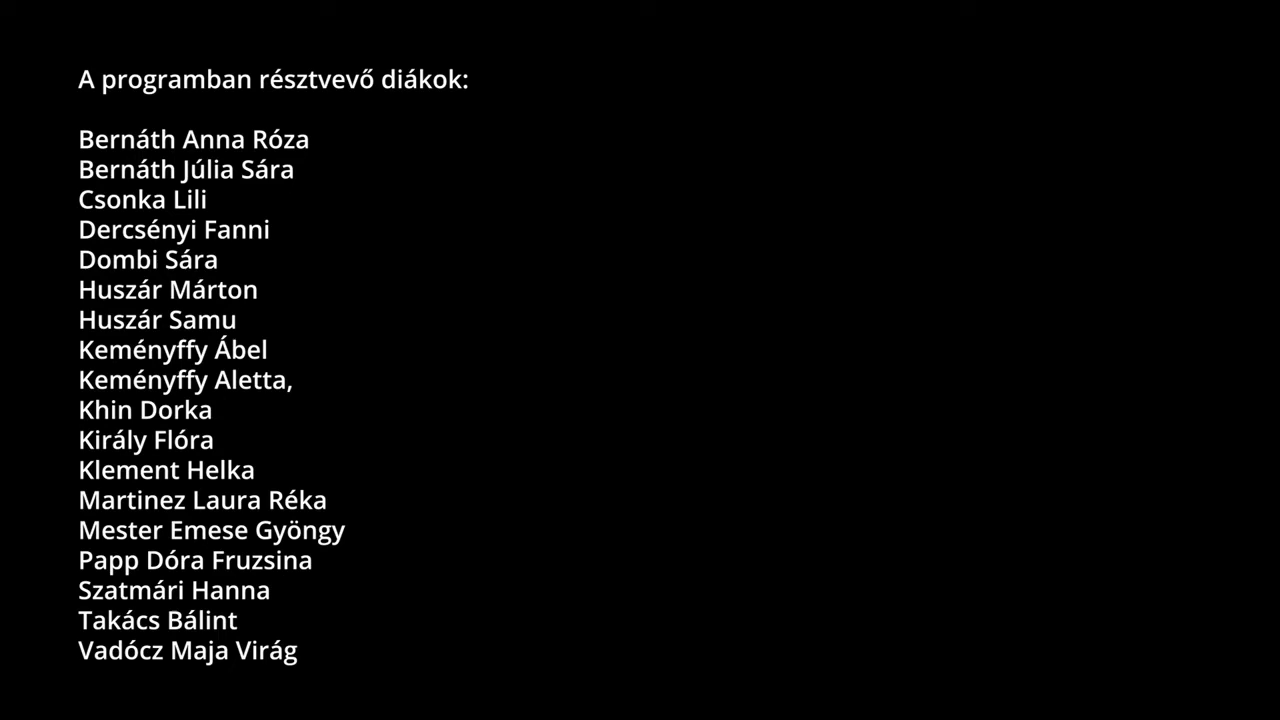 A programban résztvevő diákok:
Bernáth Anna Róza
Bernáth Júlia Sára
Csonka Lili
Dercsényi Fanni
Dombi Sára
Huszár Márton
Huszár Samu
Keményffy Ábel
Keményffy Aletta,
Khin Dorka
Király Flóra
Klement Helka
Martinez Laura Réka
Mester Emese Gyöngy
Papp Dóra Fruzsina
Szatmári Hanna
Takács Bálint
Vadócz Maja Virág